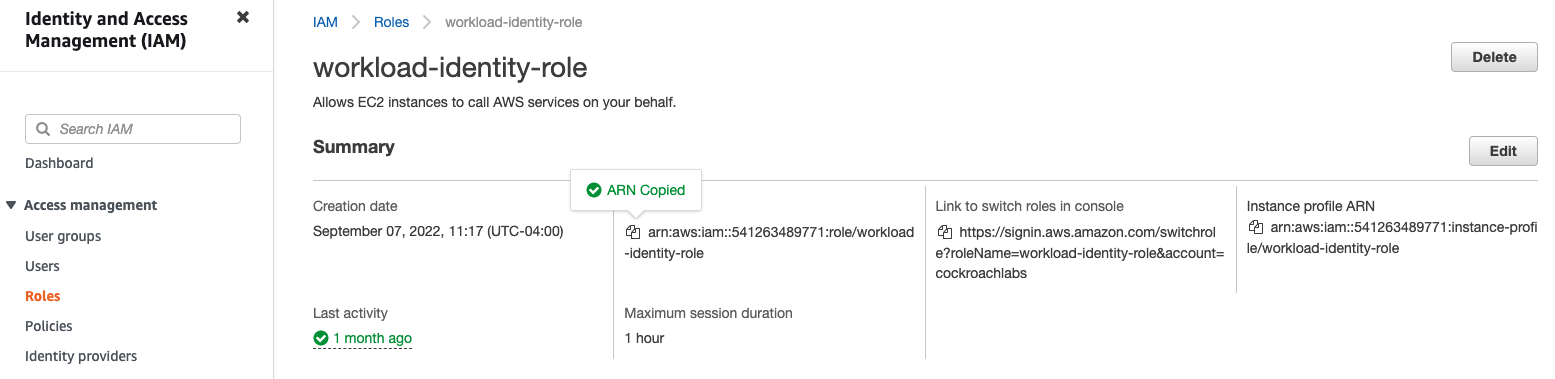 Identity and Access
Management (IAM)
Search IAM
Dashboard
Access management
User groups
Users
Roles
Policies
Identity providers
IAM
Roles
workload-identity-role
workload-identity-role
Delete
Allows EC2 instances to call AWS services on your behalf.
Summary
Edit
ARN Copied
Creation date
September 07, 2022, 11:17 (UTC-04:00)
arn:aws:iam::541263489771:role/workload
-identity-role
Link to switch roles in console
https://signin.aws.amazon.com/switchrol
e?roleName=workload-identity-role&account=
cockroachlabs
Instance profile ARN
arn:aws:iam::541263489771:instance-profi
le/workload-identity-role
Last activity
1 month ago
Maximum session duration
1 hour